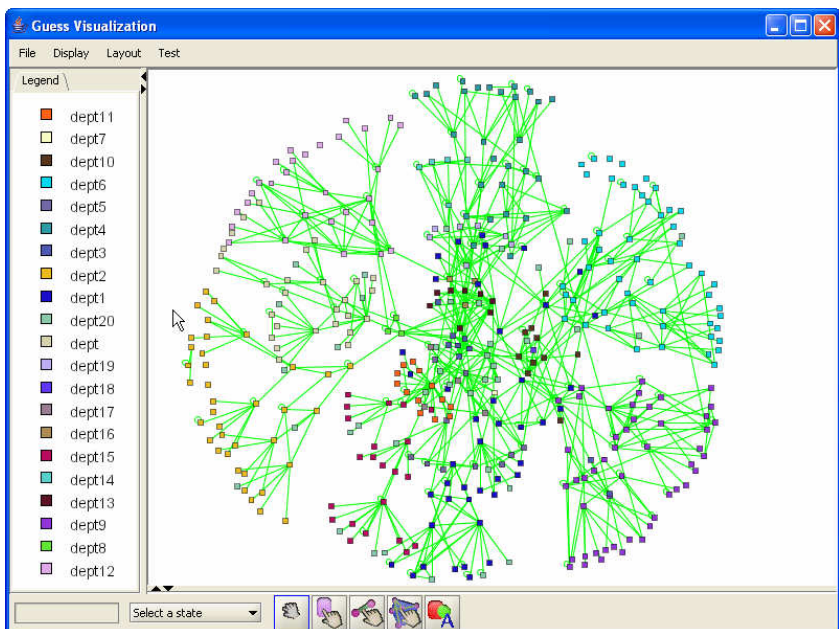 Guess Visualization
File Display Layout Test
Legend
dept11
dept7
dept10
dept6
dept5
dept4
dept3
dept2
dept1
dept20
dept
dept19
dept18
dept17
dept16
dept15
dept14
dept13
dept9
dept8
dept12
Select a state
A